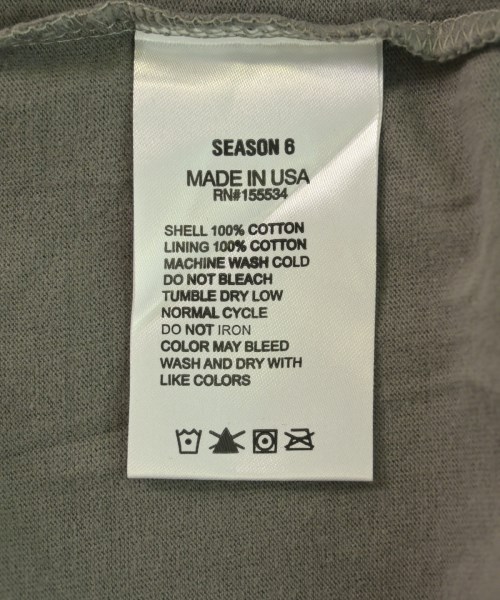 SEASON 6
MADE IN USA
RN#155534
SHELL 100% COTTON
LINING 100% COTTON
MACHINE WASH COLD
DO NOT BLEACH
TUMBLE DRY LOW
NORMAL CYCLE
DO NOT IRON
COLOR MAY BLEED
WASH AND DRY WITH
LIKE COLORS